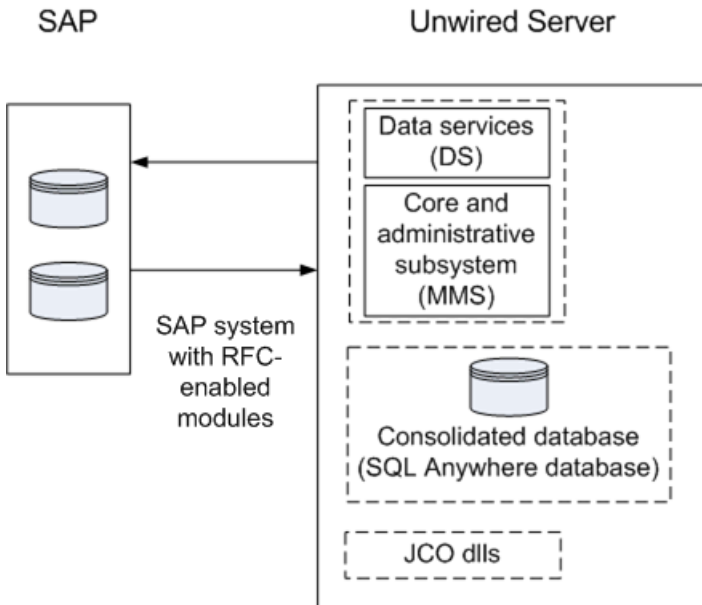 SAP
Unwired Server
Data services
(DS)
Core and
administrative
subsystem
(MMS)
SAP system
with RFC-
enabled
modules
Consolidated database
(SQL Anywhere database)
JCO dlls